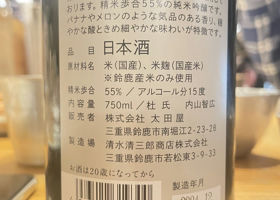 おります。精米歩合55%の純米吟醸です。
バナナやメロンのような気品のある香り、穏
やかな酸ときめ細やかな味わいが特徴です。
品目 日本酒
原材料名 米(国産)、米麹(国産)
※鈴鹿産米のみ使用
精米歩合 55% / アルコール分15度
内容量 750ml / 杜氏 内山智広
販売者 株式会社 太田屋
三重県鈴鹿市南堀江2-23-28
製造場 清水清三郎商店株式会社
三重県鈴鹿市若松東3-9-33
お酒は20歳になってから
製造年月